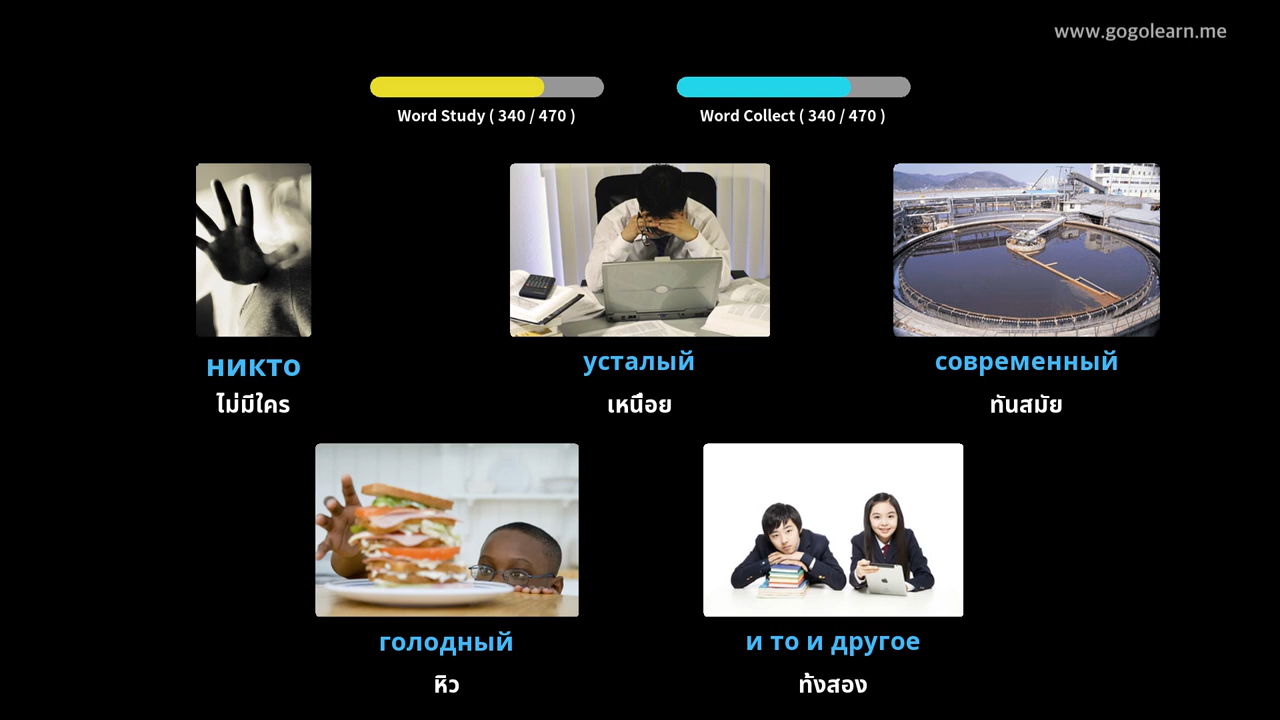 www.gogolearn.me
Word Study ( 340 / 470 )
Word Collect ( 340 / 470 )
никто
усталый
современный
ไม่มีใคร
เหนื่อย
ทันสมัย
голодный
и то и другое
หิว
ทั้งสอง